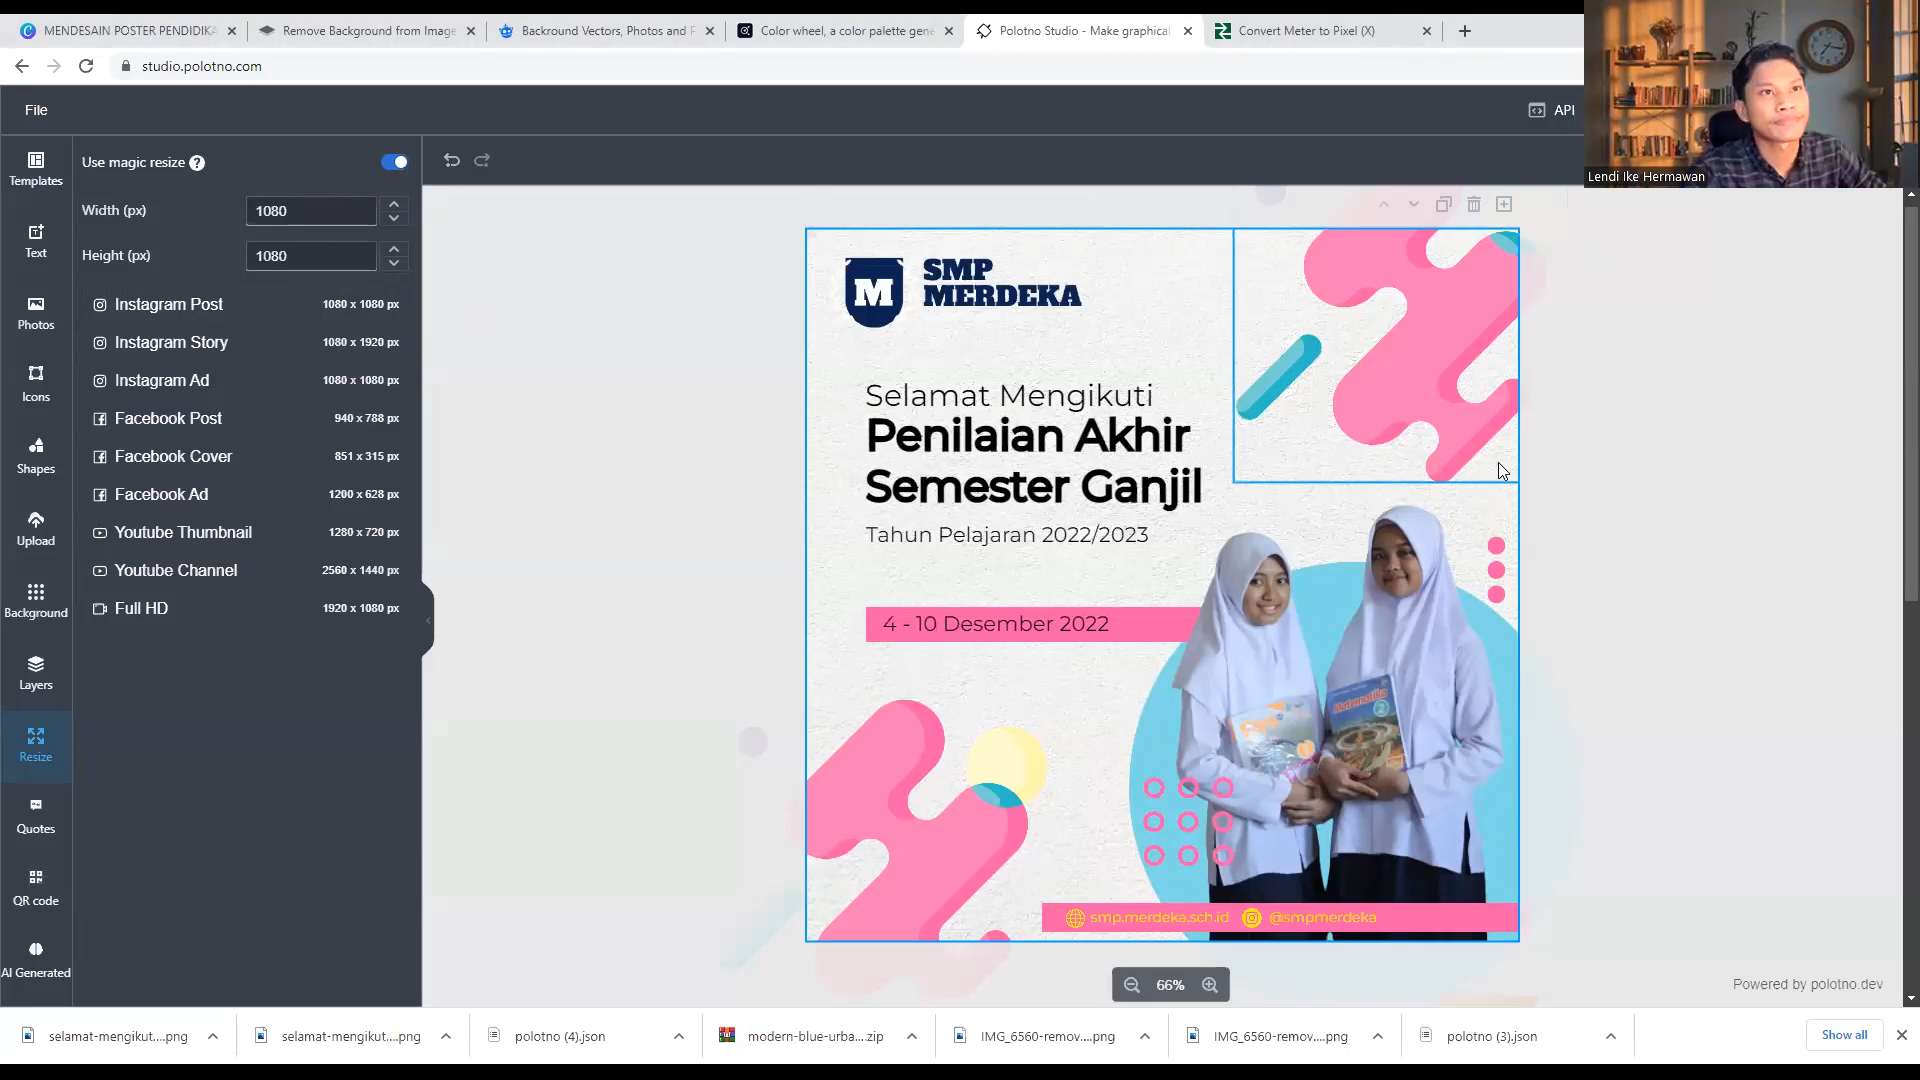 MENDESAIN POSTER PENDIDIKA
Remove Background from Image
Backround Vectors, Photos and F
Color wheel, a color palette gene
Polotno Studio - Make graphical
Convert Meter to Pixel (X)
studio.polotno.com
File
API
Lendi Ike Hermawan
Templates
Text
Photos
Icons
Shapes
Upload
Background
Layers
Resize
Quotes
QR code
AI Generated
Use magic resize ?
Width (px) 1080
Height (px) 1080
Instagram Post 1080 x 1080 px
Instagram Story 1080 x 1920 px
Instagram Ad 1080 x 1080 px
Facebook Post 940 x 788 px
Facebook Cover 851 x 315 px
Facebook Ad 1200 x 628 px
Youtube Thumbnail 1280 x 720 px
Youtube Channel 2560 x 1440 px
Full HD 1920 x 1080 px
M
SMP
MERDEKA
Selamat Mengikuti
Penilaian Akhir
Semester Ganjil
Tahun Pelajaran 2022/2023
4 - 10 Desember 2022
Matematika
2
smp.merdeka.sch.id @smpmerdeka
66%
Powered by polotno.dev
selamat-mengikut....png
selamat-mengikut....png
polotno (4).json
modern-blue-urba....zip
IMG_6560-remov....png
IMG_6560-remov....png
polotno (3).json
Show all